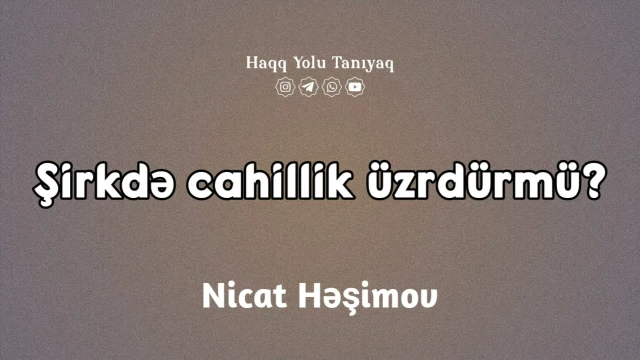 Haqq Yolu Tanıyaq
Şirkdə cahillik üzrdürmü?
Nicat Həşimov